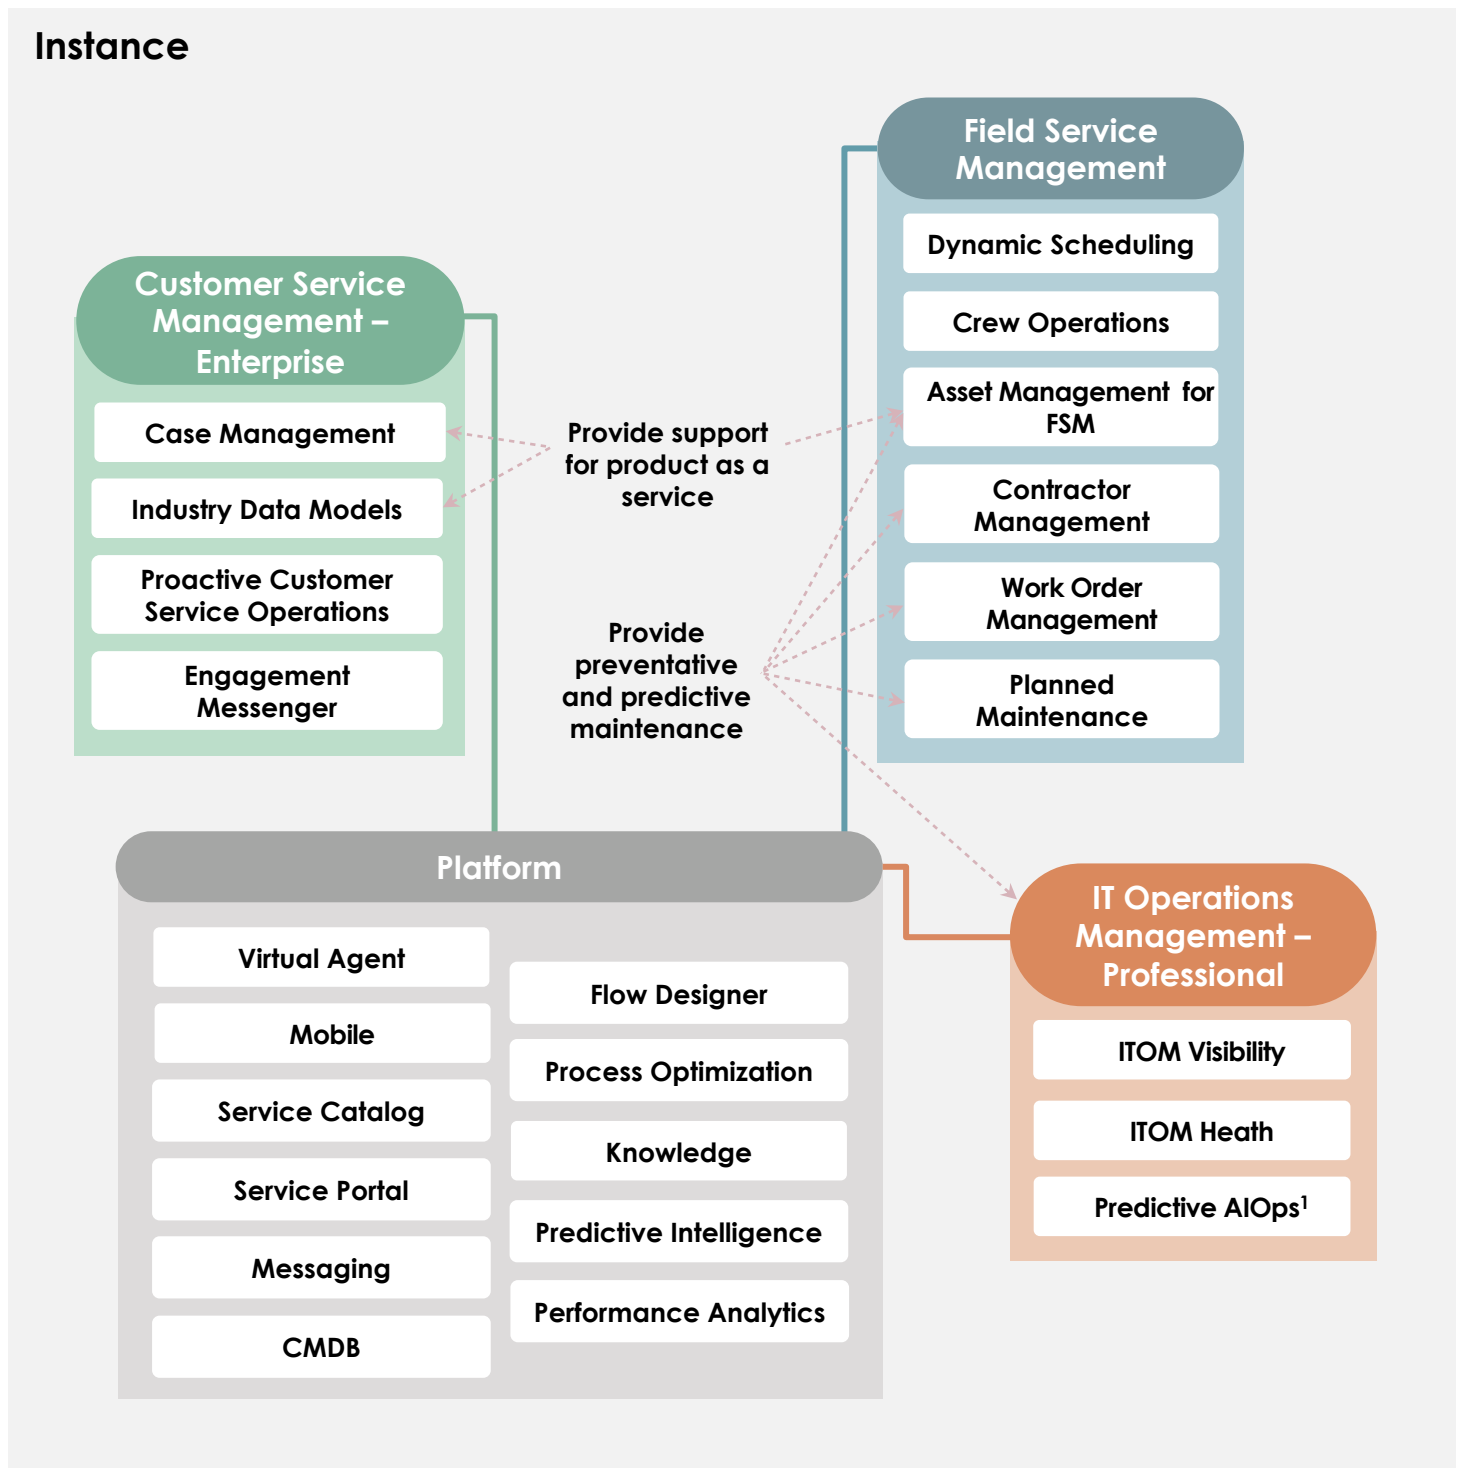 Instance
Customer Service
Management –
Enterprise
Case Management
Industry Data Models
Proactive Customer
Service Operations
Engagement
Messenger
Provide support
for product as a
service
Provide
preventative
and predictive
maintenance
Field Service
Management
Dynamic Scheduling
Crew Operations
Asset Management for
FSM
Contractor
Management
Work Order
Management
Planned
Maintenance
Platform
Virtual Agent
Mobile
Service Catalog
Service Portal
Messaging
CMDB
Flow Designer
Process Optimization
Knowledge
Predictive Intelligence
Performance Analytics
IT Operations
Management –
Professional
ITOM Visibility
ITOM Heath
Predictive AIOps¹